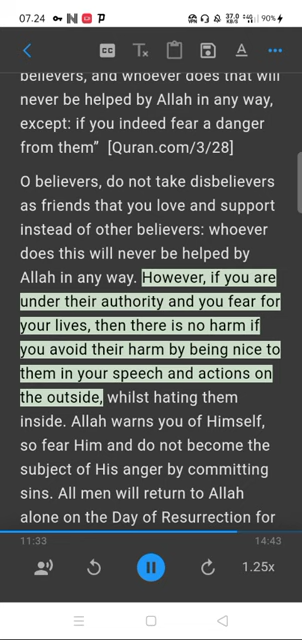 07.24
37.0
KB/S
90%
believers, and whoever does that will
never be helped by Allah in any way,
except: if you indeed fear a danger
from them" [Quran.com/3/28]
O believers, do not take disbelievers
as friends that you love and support
instead of other believers: whoever
does this will never be helped by
Allah in any way. However, if you are
under their authority and you fear for
your lives, then there is no harm if
you avoid their harm by being nice to
them in your speech and actions on
the outside, whilst hating them
inside. Allah warns you of Himself,
so fear Him and do not become the
subject of His anger by committing
sins. All men will return to Allah
alone on the Day of Resurrection for
11:33
14:43
1.25x